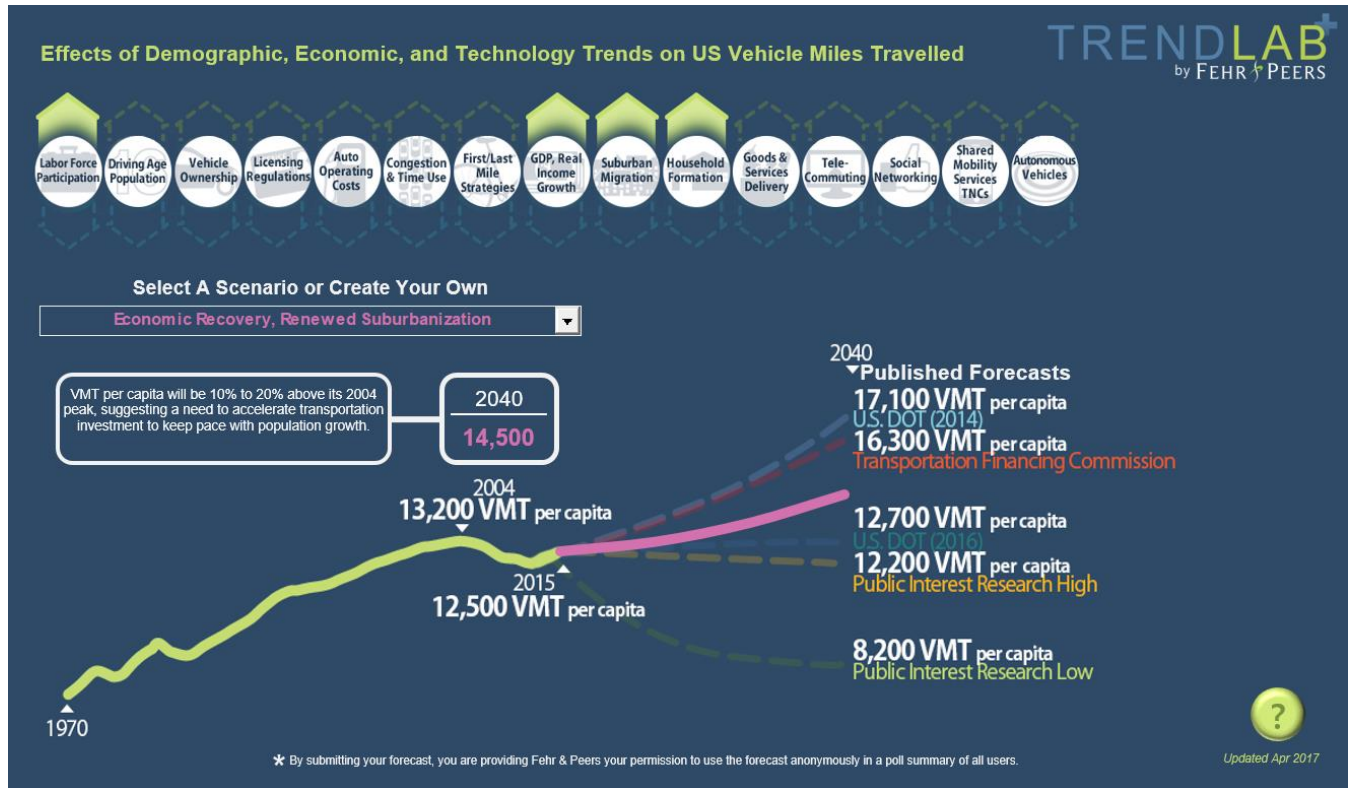 Effects of Demographic, Economic, and Technology Trends on US Vehicle Miles Travelled
TRENDLAB+
by FEHR PEERS
Labor Force
Participation
Driving Age
Population
Vehicle
Ownership
Licensing
Regulations
Auto
Operating
Costs
Congestion
& Time Use
First/Last
Mile
Strategies
GDP, Real
Income
Growth
Suburban
Migration
Household
Formation
Goods &
Services
Delivery
Tele-
Commuting
Social
Networking
Shared
Mobility
Services
TNCs
Autonomous
Vehicles
Select A Scenario or Create Your Own
Economic Recovery, Renewed Suburbanization
VMT per capita will be 10% to 20% above its 2004
peak, suggesting a need to accelerate transportation
investment to keep pace with population growth.
2040
14,500
2004
13,200 VMT per capita
2015
12,500 VMT per capita
1970
2040
Published Forecasts
17,100 VMT per capita
U.S. DOT (2014)
16,300 VMT per capita
Transportation Financing Commission
12,700 VMT per capita
U.S. DOT (2016)
12,200 VMT per capita
Public Interest Research High
8,200 VMT per capita
Public Interest Research Low
?
Updated Apr 2017
* By submitting your forecast, you are providing Fehr & Peers your permission to use the forecast anonymously in a poll summary of all users.